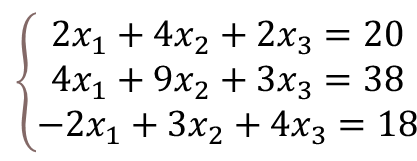 2x₁ + 4x₂ + 2x₃ = 20
4x₁ + 9x₂ + 3x₃ = 38
−2x₁ + 3x₂ + 4x₃ = 18